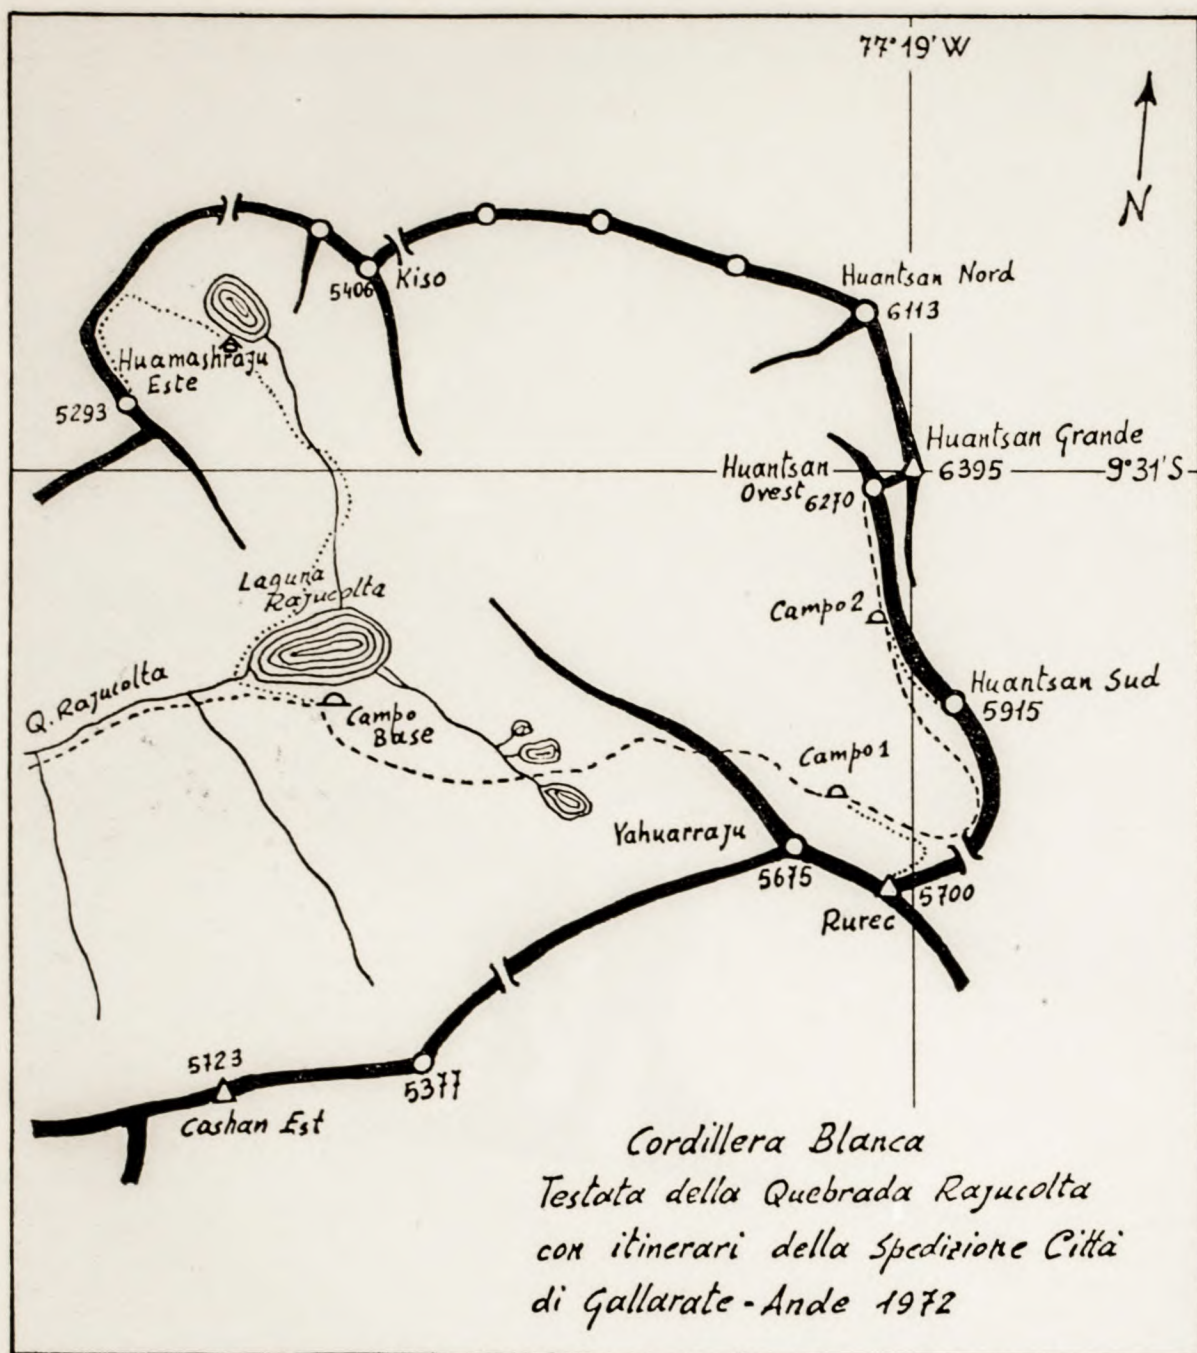 77°19'W
N
Kiso
5406
Huantsan Nord
6113
Huamashraju
Este
5293
Huantsan Grande
6395
9°31'S
Huantsan
Ovest
6270
Laguna
Rajucolta
Campo 2
Q. Rajucolta
Campo
Base
Huantsan Sud
5915
Campo 1
Yahuarraju
5675
5700
Rurec
5723
5377
Cashan Est
Cordillera Blanca
Testata della Quebrada Rajucolta
con itinerari della Spedizione Città
di Gallarate - Ande 1972